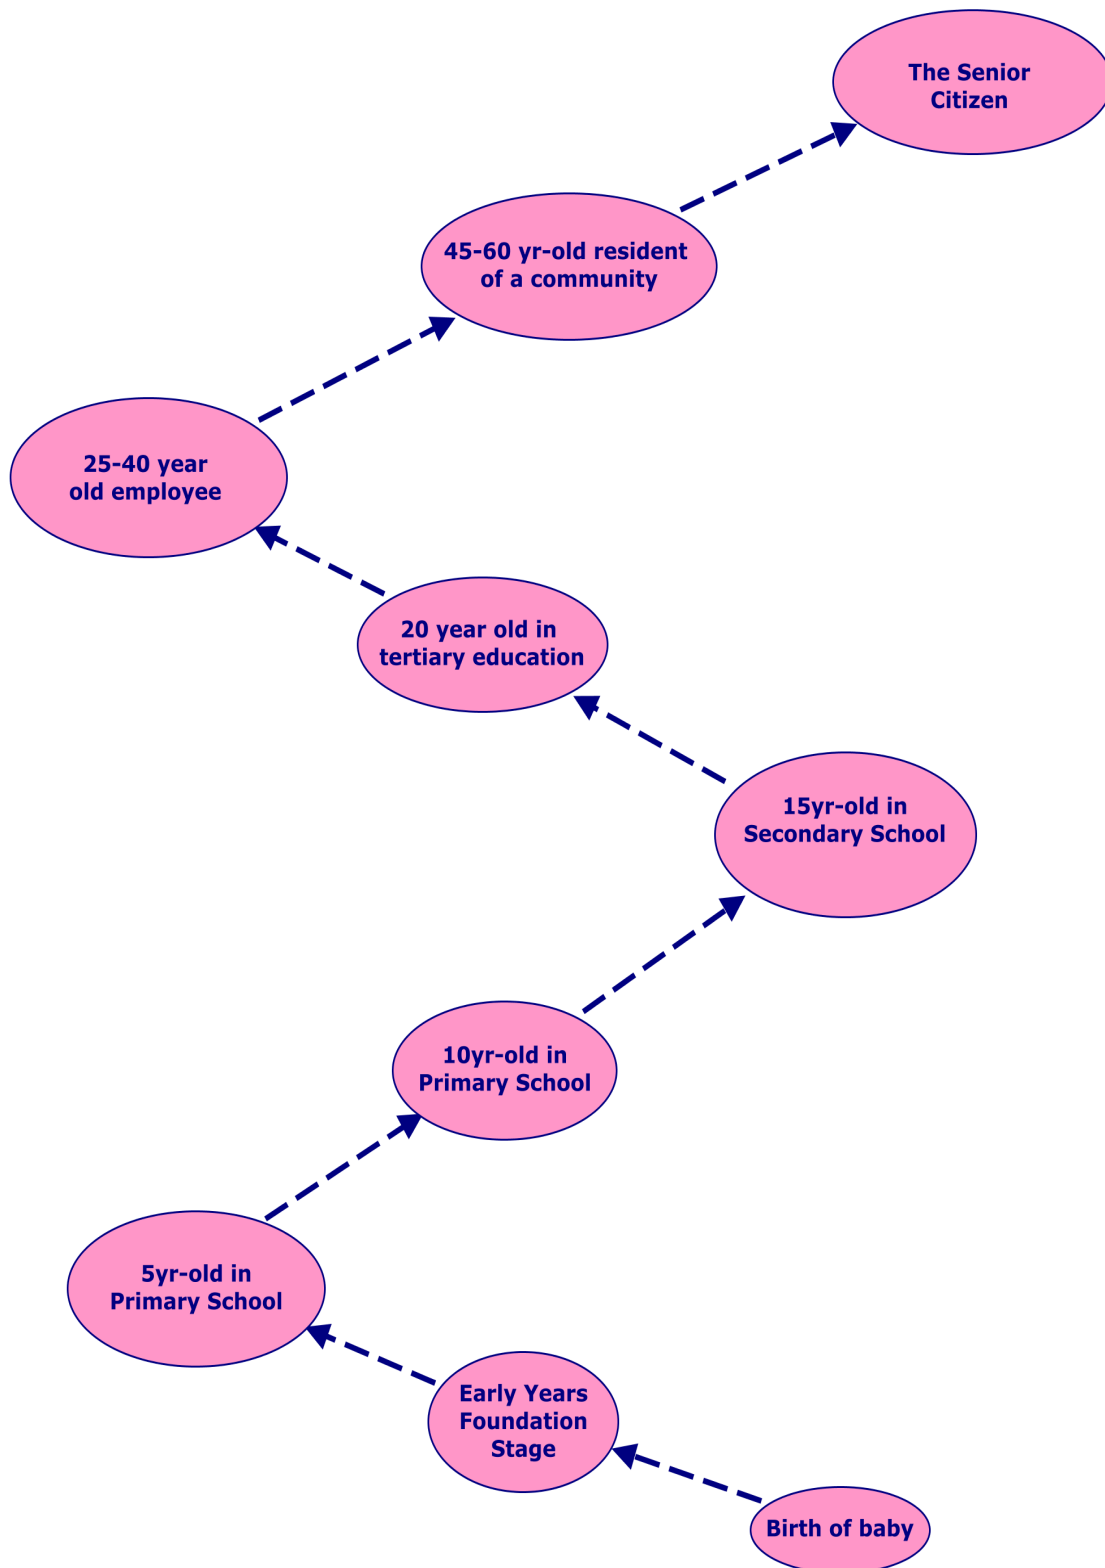 The Senior
Citizen
45-60 yr-old resident
of a community
25-40 year
old employee
20 year old in
tertiary education
15yr-old in
Secondary School
10yr-old in
Primary School
5yr-old in
Primary School
Early Years
Foundation
Stage
Birth of baby